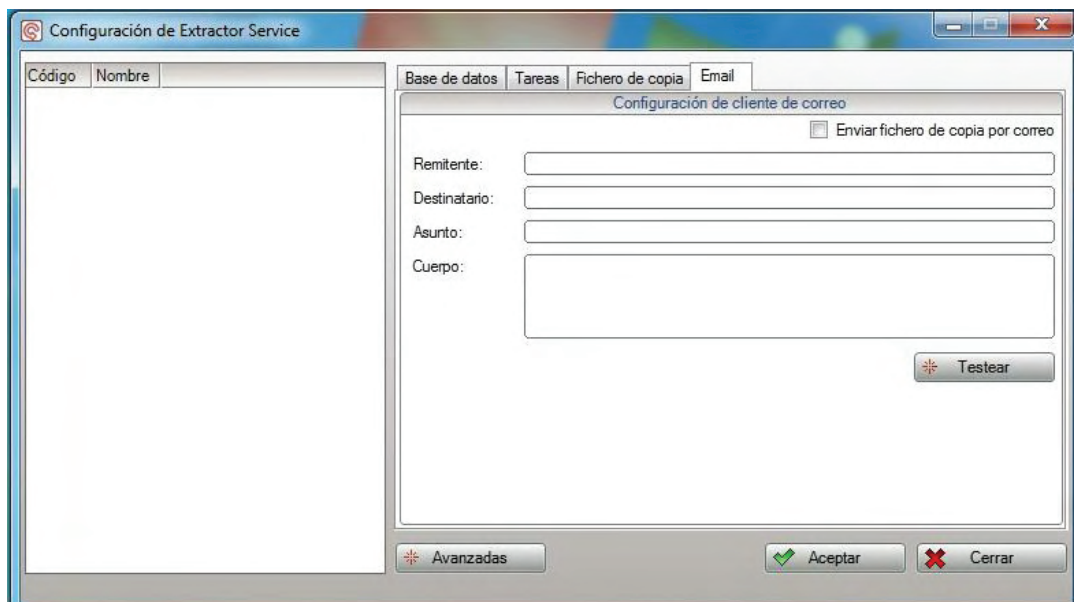 Configuración de Extractor Service
Código Nombre
Base de datos Tareas Fichero de copia Email
Configuración de cliente de correo
Enviar fichero de copia por correo
Remitente:
Destinatario:
Asunto:
Cuerpo:
Testear
Avanzadas Aceptar Cerrar